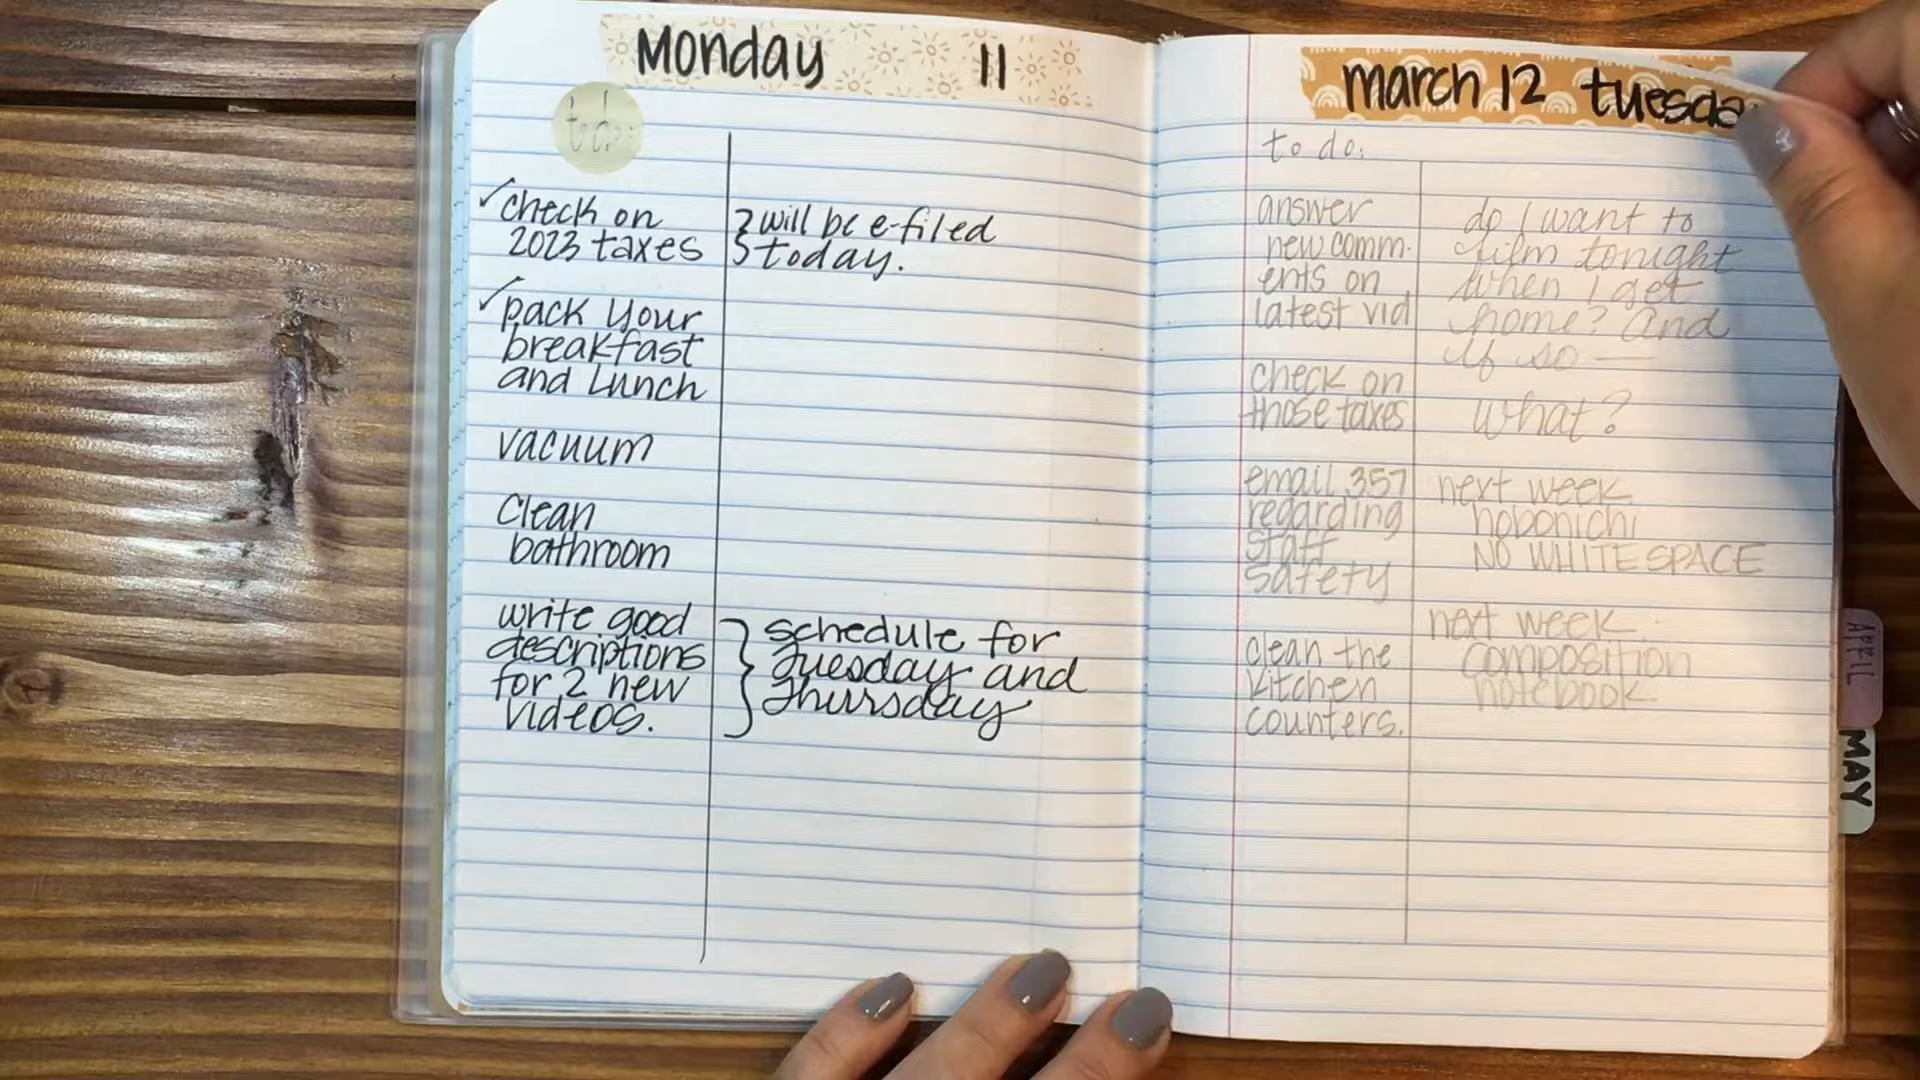 Monday 11
to do:
✓ check on
2023 taxes
will be e-filed
today.
✓ pack your
breakfast
and lunch
vacuum
Clean
bathroom
write good
descriptions
for 2 new
videos.
schedule for
Tuesday and
Thursday
march 12 tuesda
to do:
answer
new comm-
ents on
latest vid
check on
those taxes
email 357
regarding
staff
safety
clean the
kitchen
counters.
do I want to
film tonight
when I get
home? And
if so —
what?
next week
hobonichi
NO WHITE SPACE
next week
composition
notebook
APRIL
MAY